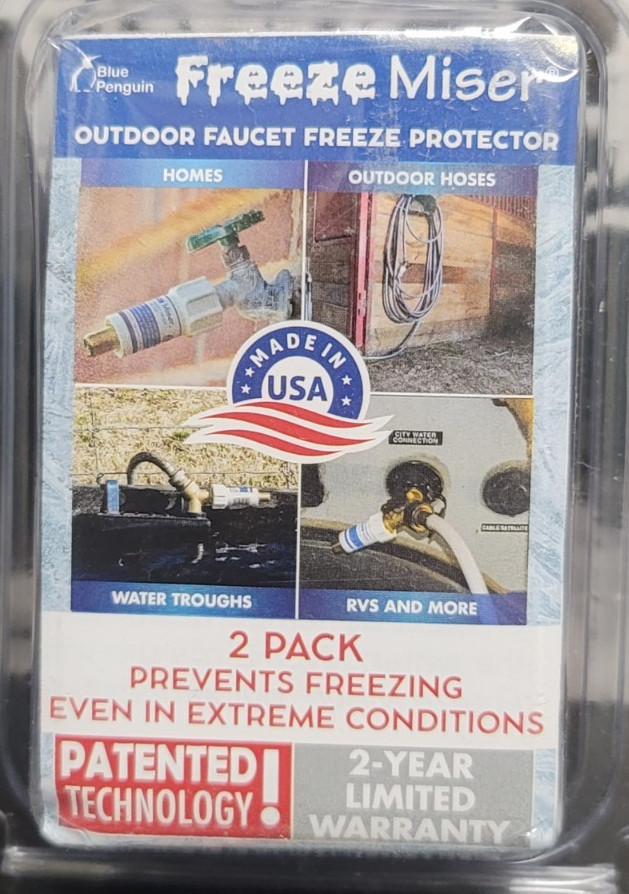 Blue
Penguin
Freeze Miser®
OUTDOOR FAUCET FREEZE PROTECTOR
HOMES
OUTDOOR HOSES
MADE IN
USA
CITY WATER
CONNECTION
CABLE/SATELLITE
WATER TROUGHS
RVS AND MORE
2 PACK
PREVENTS FREEZING
EVEN IN EXTREME CONDITIONS
PATENTED
TECHNOLOGY!
2-YEAR
LIMITED
WARRANTY